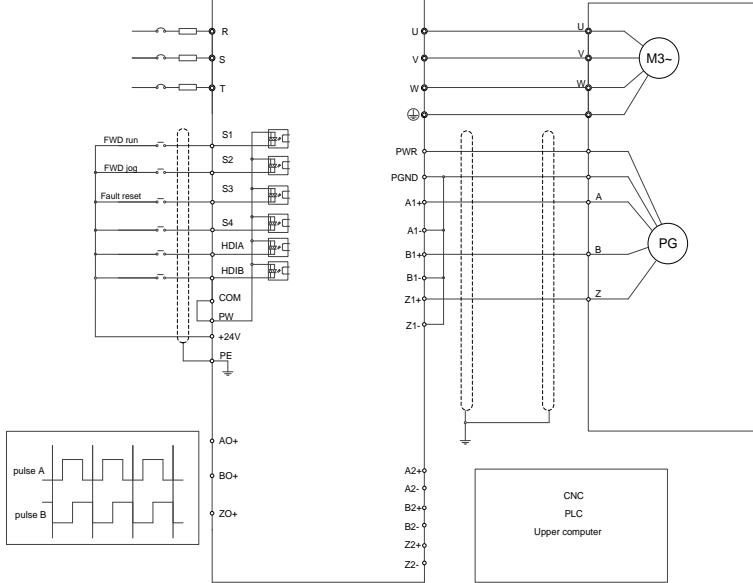 R
S
T
U
V
W
U
V
W
M3~
FWD run
FWD jog
Fault reset
S1
S2
S3
S4
HDIA
HDIB
COM
PW
+24V
PE
PWR
PGND
A1+
A1-
B1+
B1-
Z1+
Z1-
A
B
Z
PG
pulse A
pulse B
AO+
BO+
ZO+
A2+
A2-
B2+
B2-
Z2+
Z2-
CNC
PLC
Upper computer